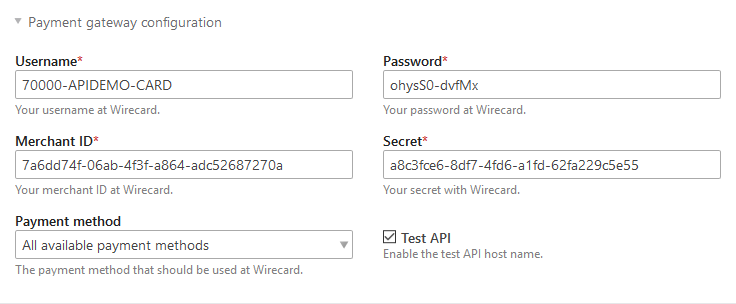 Payment gateway configuration
Username* Password*
70000-APIDEMO-CARD ohysS0-dvfMx
Your username at Wirecard. Your password at Wirecard.
Merchant ID* Secret*
7a6dd74f-06ab-4f3f-a864-adc52687270a a8c3fce6-8df7-4fd6-a1fd-62fa229c5e55
Your merchant ID at Wirecard. Your secret with Wirecard.
Payment method
All available payment methods Test API
Enable the test API host name.
The payment method that should be used at Wirecard.